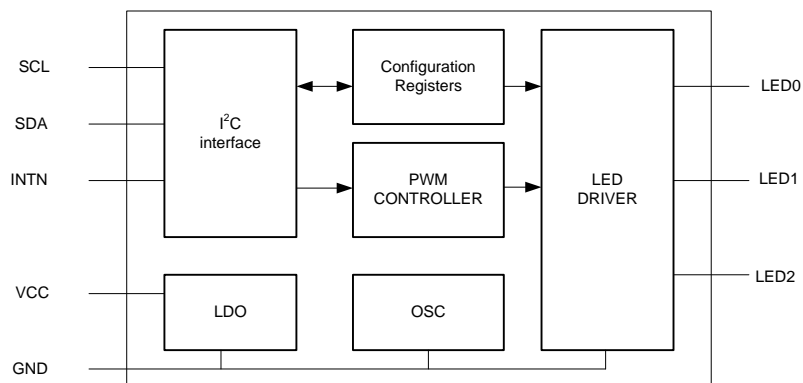 SCL
SDA
INTN
VCC
GND
I²C
interface
Configuration
Registers
PWM
CONTROLLER
LDO
OSC
LED
DRIVER
LED0
LED1
LED2